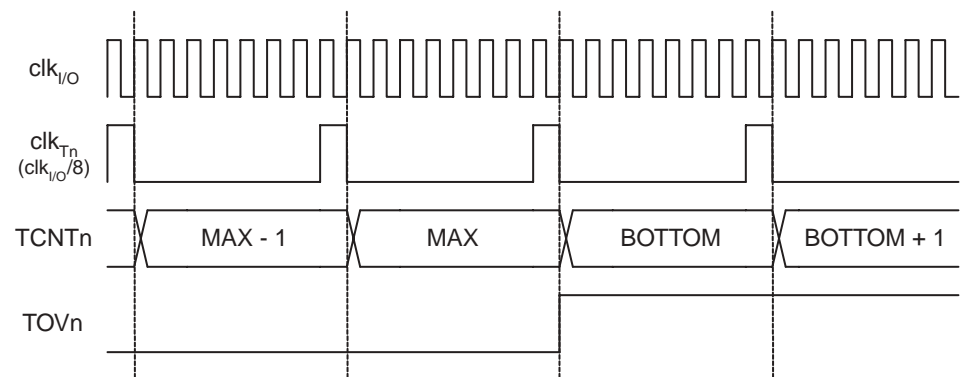 clkI/O
clkTn
(clkI/O/8)
TCNTn MAX - 1 MAX BOTTOM BOTTOM + 1
TOVn